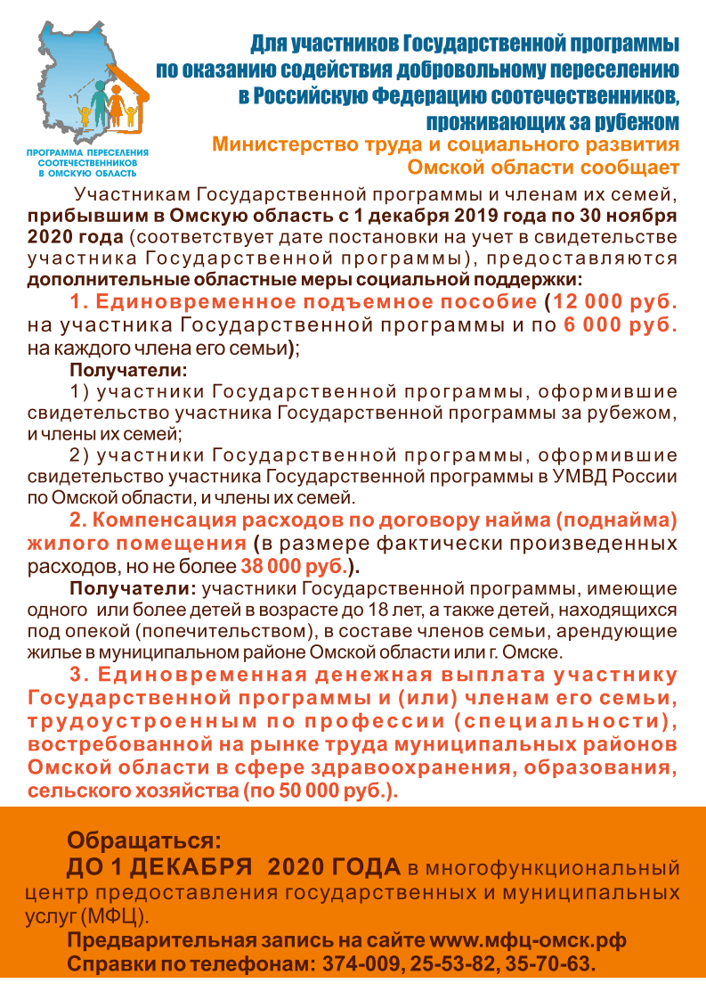 Для участников Государственной программы
по оказанию содействия добровольному переселению
в Российскую Федерацию соотечественников,
проживающих за рубежом
Министерство труда и социального развития
Омской области сообщает
ПРОГРАММА ПЕРЕСЕЛЕНИЯ
СООТЕЧЕСТВЕННИКОВ
В ОМСКУЮ ОБЛАСТЬ
Участникам Государственной программы и членам их семей,
прибывшим в Омскую область с 1 декабря 2019 года по 30 ноября
2020 года (соответствует дате постановки на учет в свидетельстве
участника Государственной программы), предоставляются
дополнительные областные меры социальной поддержки:
1. Единовременное подъемное пособие (12 000 руб.
на участника Государственной программы и по 6 000 руб.
на каждого члена его семьи);
Получатели:
1) участники Государственной программы, оформившие
свидетельство участника Государственной программы за рубежом,
и члены их семей;
2) участники Государственной программы, оформившие
свидетельство участника Государственной программы в УМВД России
по Омской области, и члены их семей.
2. Компенсация расходов по договору найма (поднайма)
жилого помещения (в размере фактически произведенных
расходов, но не более 38 000 руб.).
Получатели: участники Государственной программы, имеющие
одного или более детей в возрасте до 18 лет, а также детей, находящихся
под опекой (попечительством), в составе членов семьи, арендующие
жилье в муниципальном районе Омской области или г. Омске.
3. Единовременная денежная выплата участнику
Государственной программы и (или) членам его семьи,
трудоустроенным по профессии (специальности),
востребованной на рынке труда муниципальных районов
Омской области в сфере здравоохранения, образования,
сельского хозяйства (по 50 000 руб.).
Обращаться:
ДО 1 ДЕКАБРЯ 2020 ГОДА в многофункциональный
центр предоставления государственных и муниципальных
услуг (МФЦ).
Предварительная запись на сайте www.мфц-омск.рф
Справки по телефонам: 374-009, 25-53-82, 35-70-63.